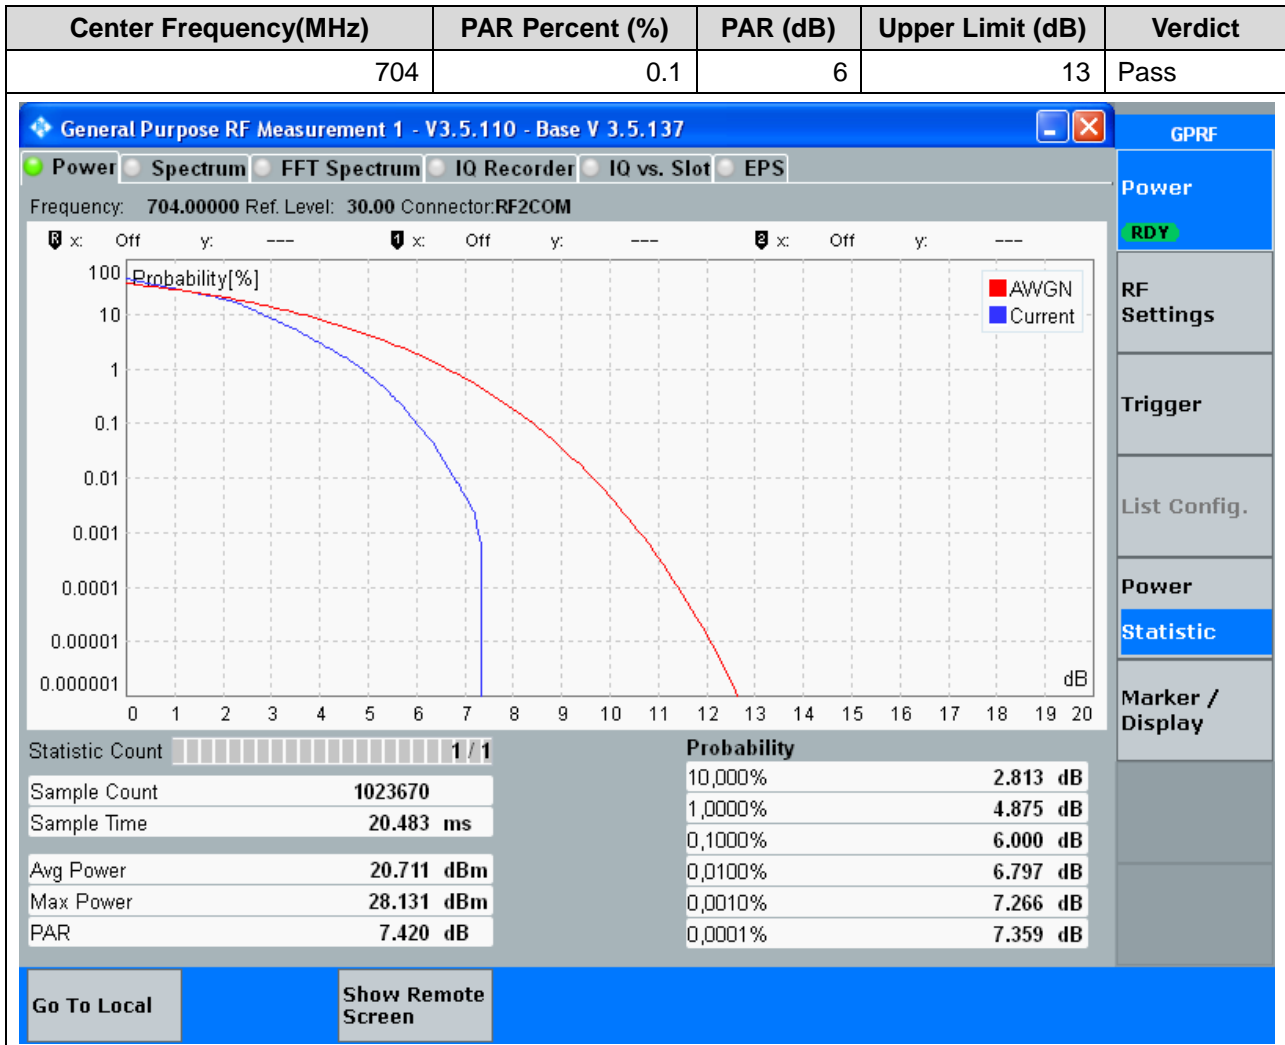 Center Frequency(MHz) PAR Percent (%) PAR (dB) Upper Limit (dB) Verdict
704 0.1 6 13 Pass
General Purpose RF Measurement 1 - V3.5.110 - Base V 3.5.137
GPRF
Power Spectrum FFT Spectrum IQ Recorder IQ vs. Slot EPS
Frequency: 704.00000 Ref. Level: 30.00 Connector:RF2COM
R x: Off y: --- 1 x: Off y: --- 2 x: Off y: ---
Probability[%]
AWGN
Current
100
10
1
0.1
0.01
0.001
0.0001
0.00001
0.000001
dB
0 1 2 3 4 5 6 7 8 9 10 11 12 13 14 15 16 17 18 19 20
Statistic Count 1 / 1
Sample Count 1023670
Sample Time 20.483 ms
Avg Power 20.711 dBm
Max Power 28.131 dBm
PAR 7.420 dB
Probability
10,000% 2.813 dB
1,0000% 4.875 dB
0,1000% 6.000 dB
0,0100% 6.797 dB
0,0010% 7.266 dB
0,0001% 7.359 dB
Power
RDY
RF
Settings
Trigger
List Config.
Power
Statistic
Marker /
Display
Go To Local
Show Remote
Screen